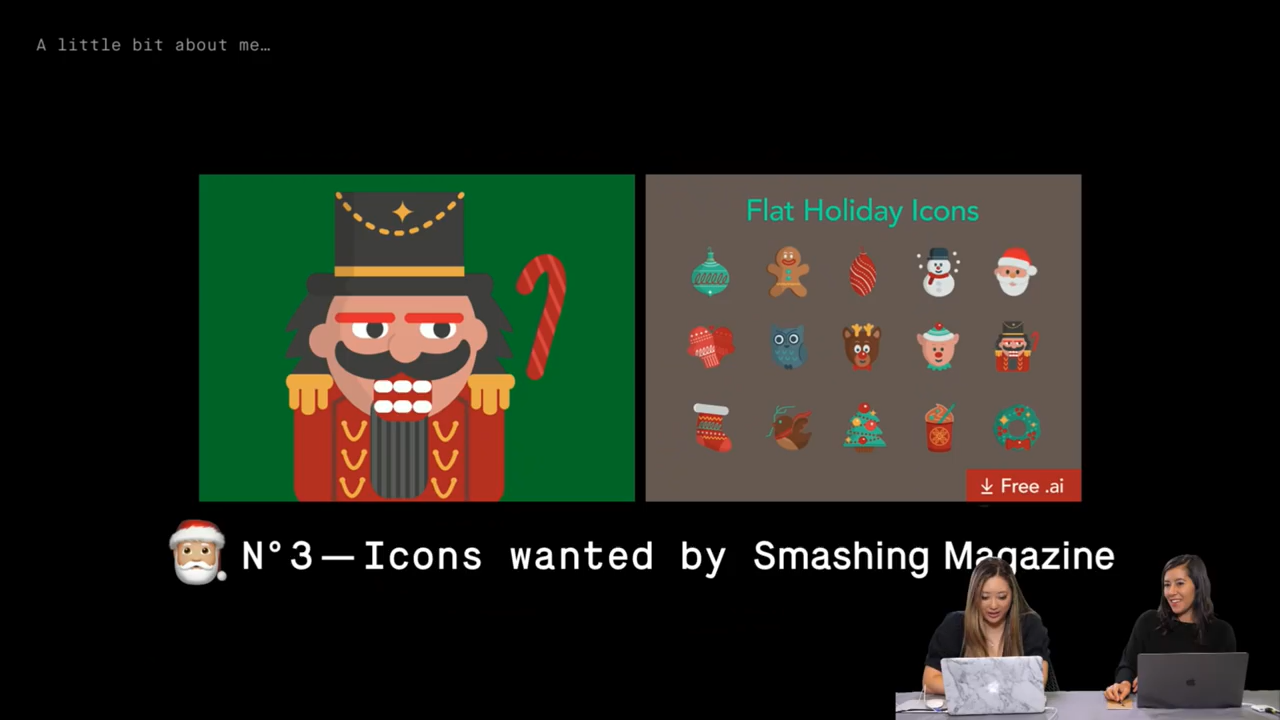 A little bit about me…
Flat Holiday Icons
Free .ai
N°3—Icons wanted by Smashing Magazine